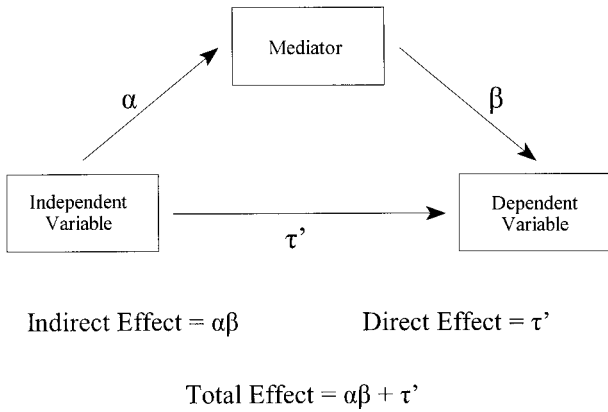 Mediator
α
β
Independent
Variable
τ’
Dependent
Variable
Indirect Effect = αβ
Direct Effect = τ’
Total Effect = αβ + τ’